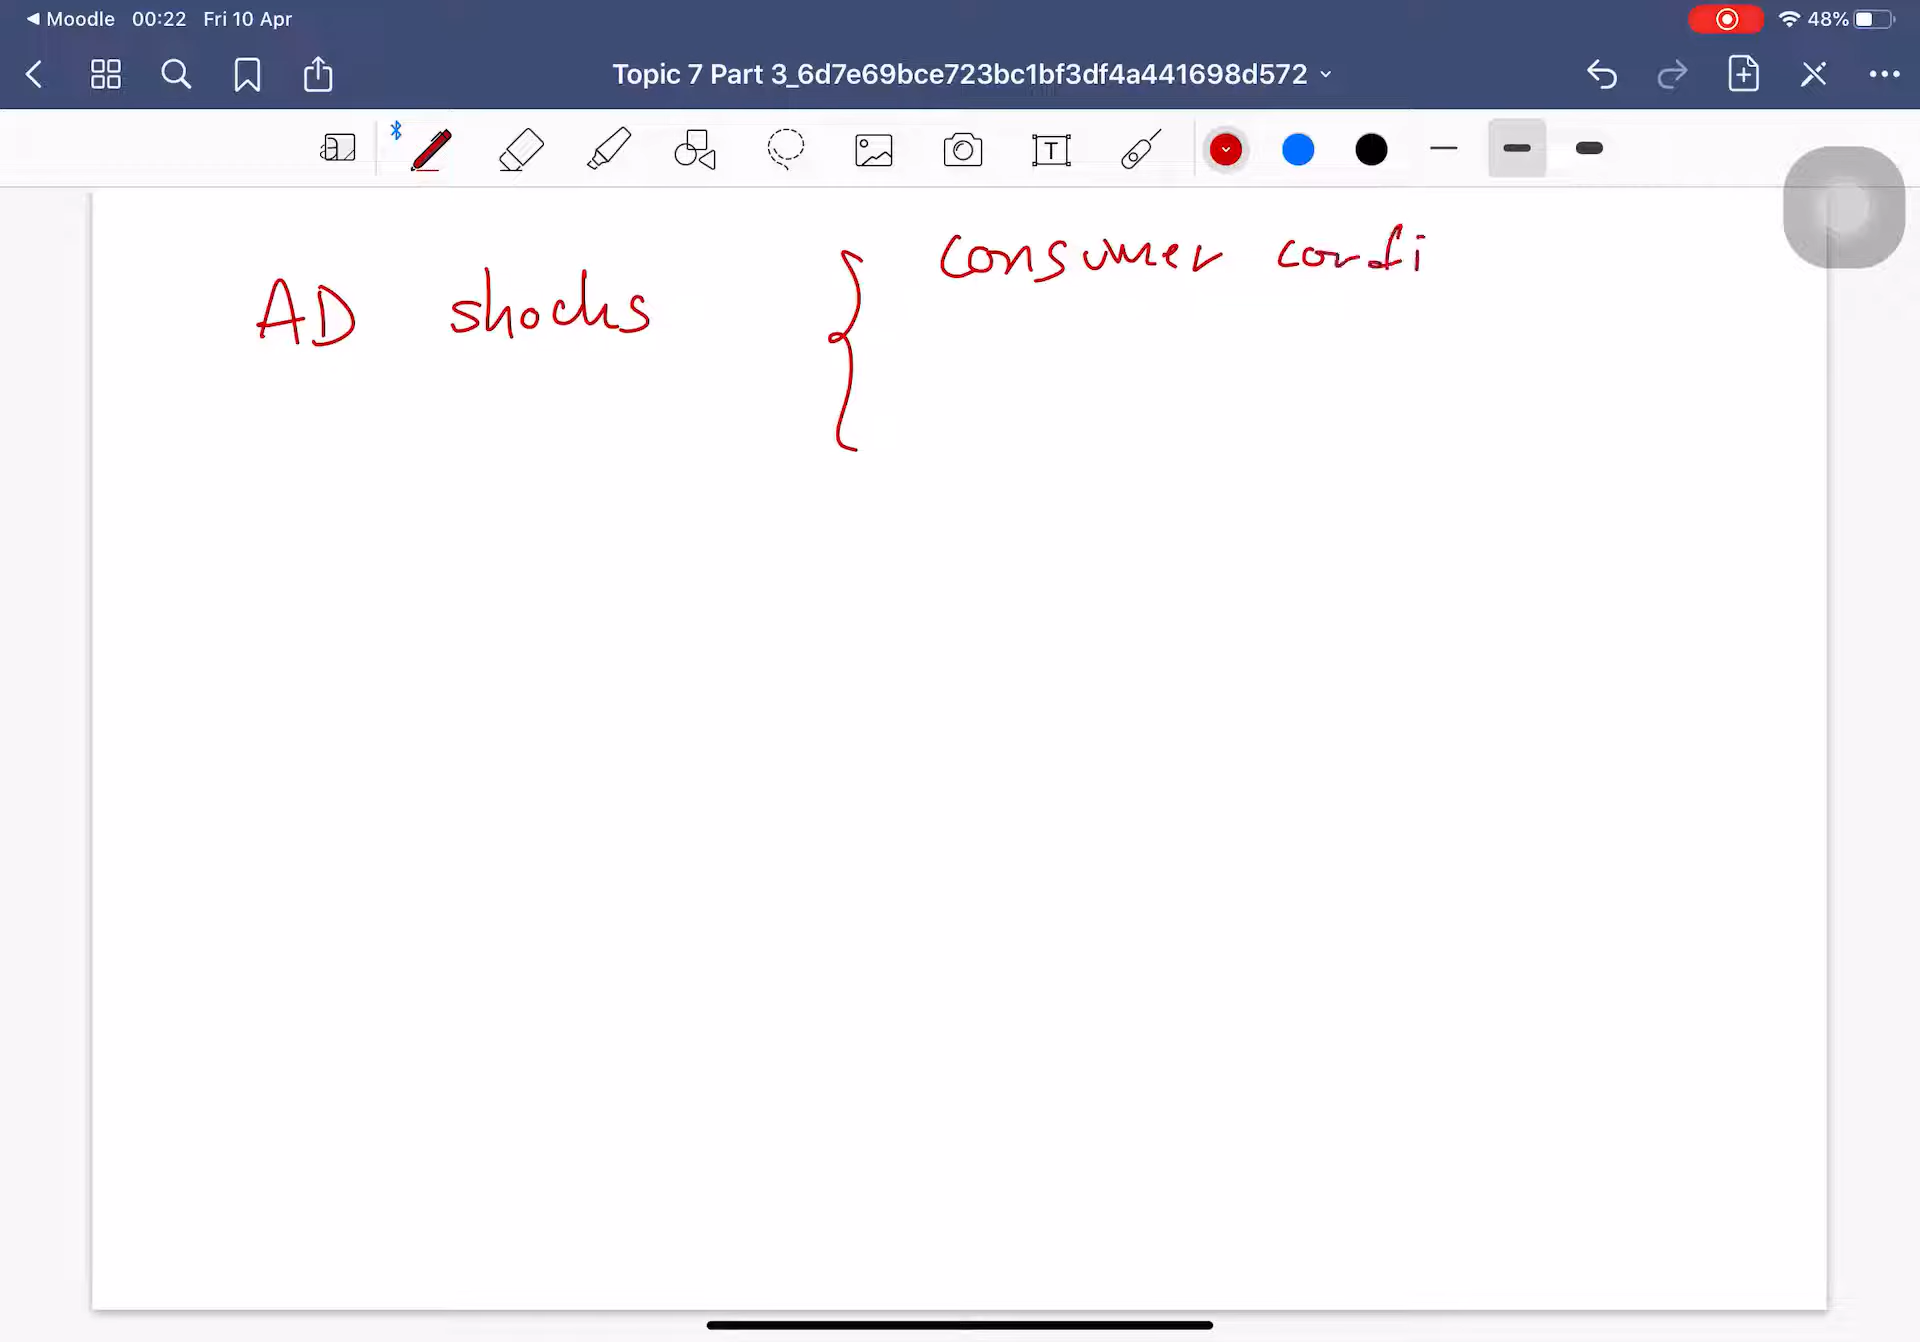 Moodle 00:22 Fri 10 Apr
48%
Topic 7 Part 3_6d7e69bce723bc1bf3df4a441698d572
a
T
consumer confi
AD shocks